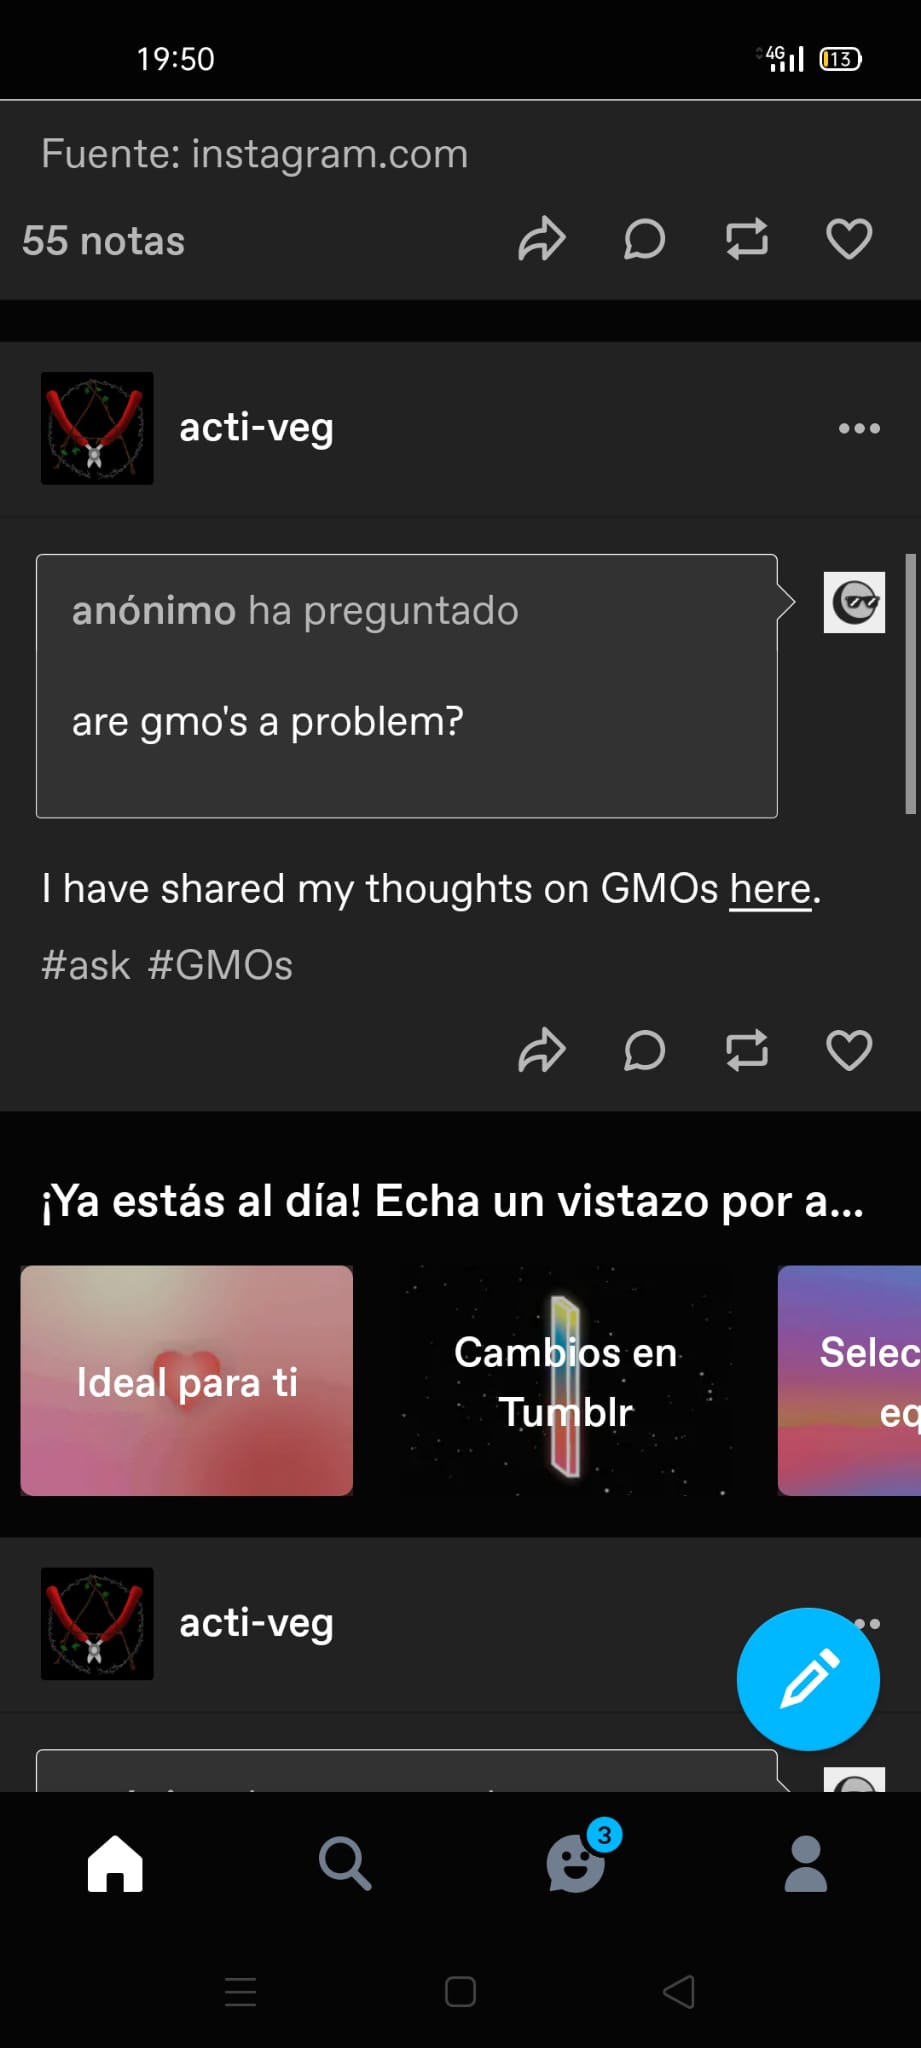 19:50
4G
13
Fuente: instagram.com
55 notas
acti-veg
anónimo ha preguntado
are gmo's a problem?
I have shared my thoughts on GMOs here.
#ask #GMOs
¡Ya estás al día! Echa un vistazo por a...
Ideal para ti
Cambios en
Tumblr
Selec
eq
acti-veg
3